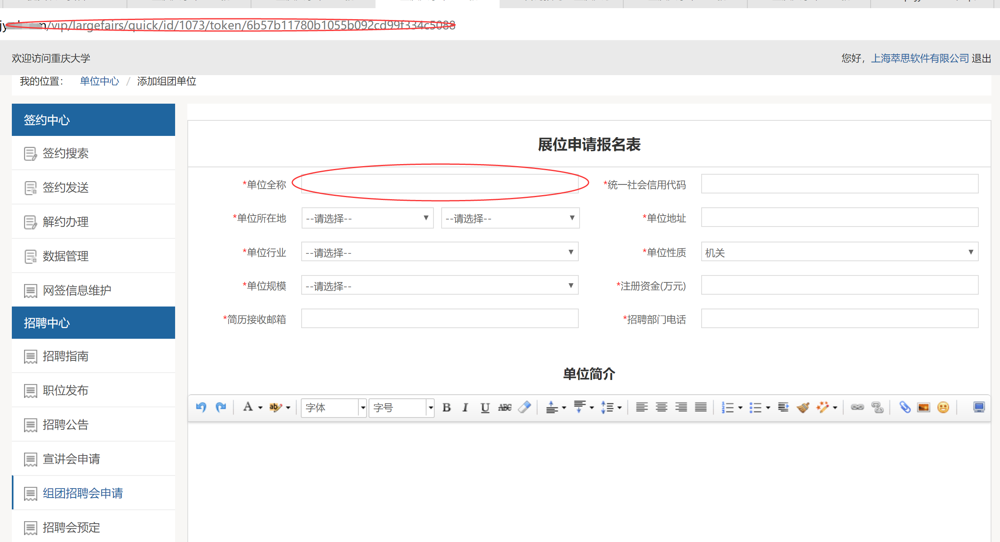 /vip/largefairs/quick/id/1073/token/6b57b11780b1055b092cd99f334c5088
欢迎访问重庆大学
您好，上海萃思软件有限公司 退出
我的位置： 单位中心 / 添加组团单位
签约中心
签约搜索
签约发送
解约办理
数据管理
网签信息维护
招聘中心
招聘指南
职位发布
招聘公告
宣讲会申请
组团招聘会申请
招聘会预定
展位申请报名表
*单位全称
*统一社会信用代码
*单位所在地 --请选择-- --请选择--
*单位地址
*单位行业 --请选择--
*单位性质 机关
*单位规模 --请选择--
*注册资金(万元)
*简历接收邮箱
*招聘部门电话
单位简介
A ab 字体 字号 B I U ABC